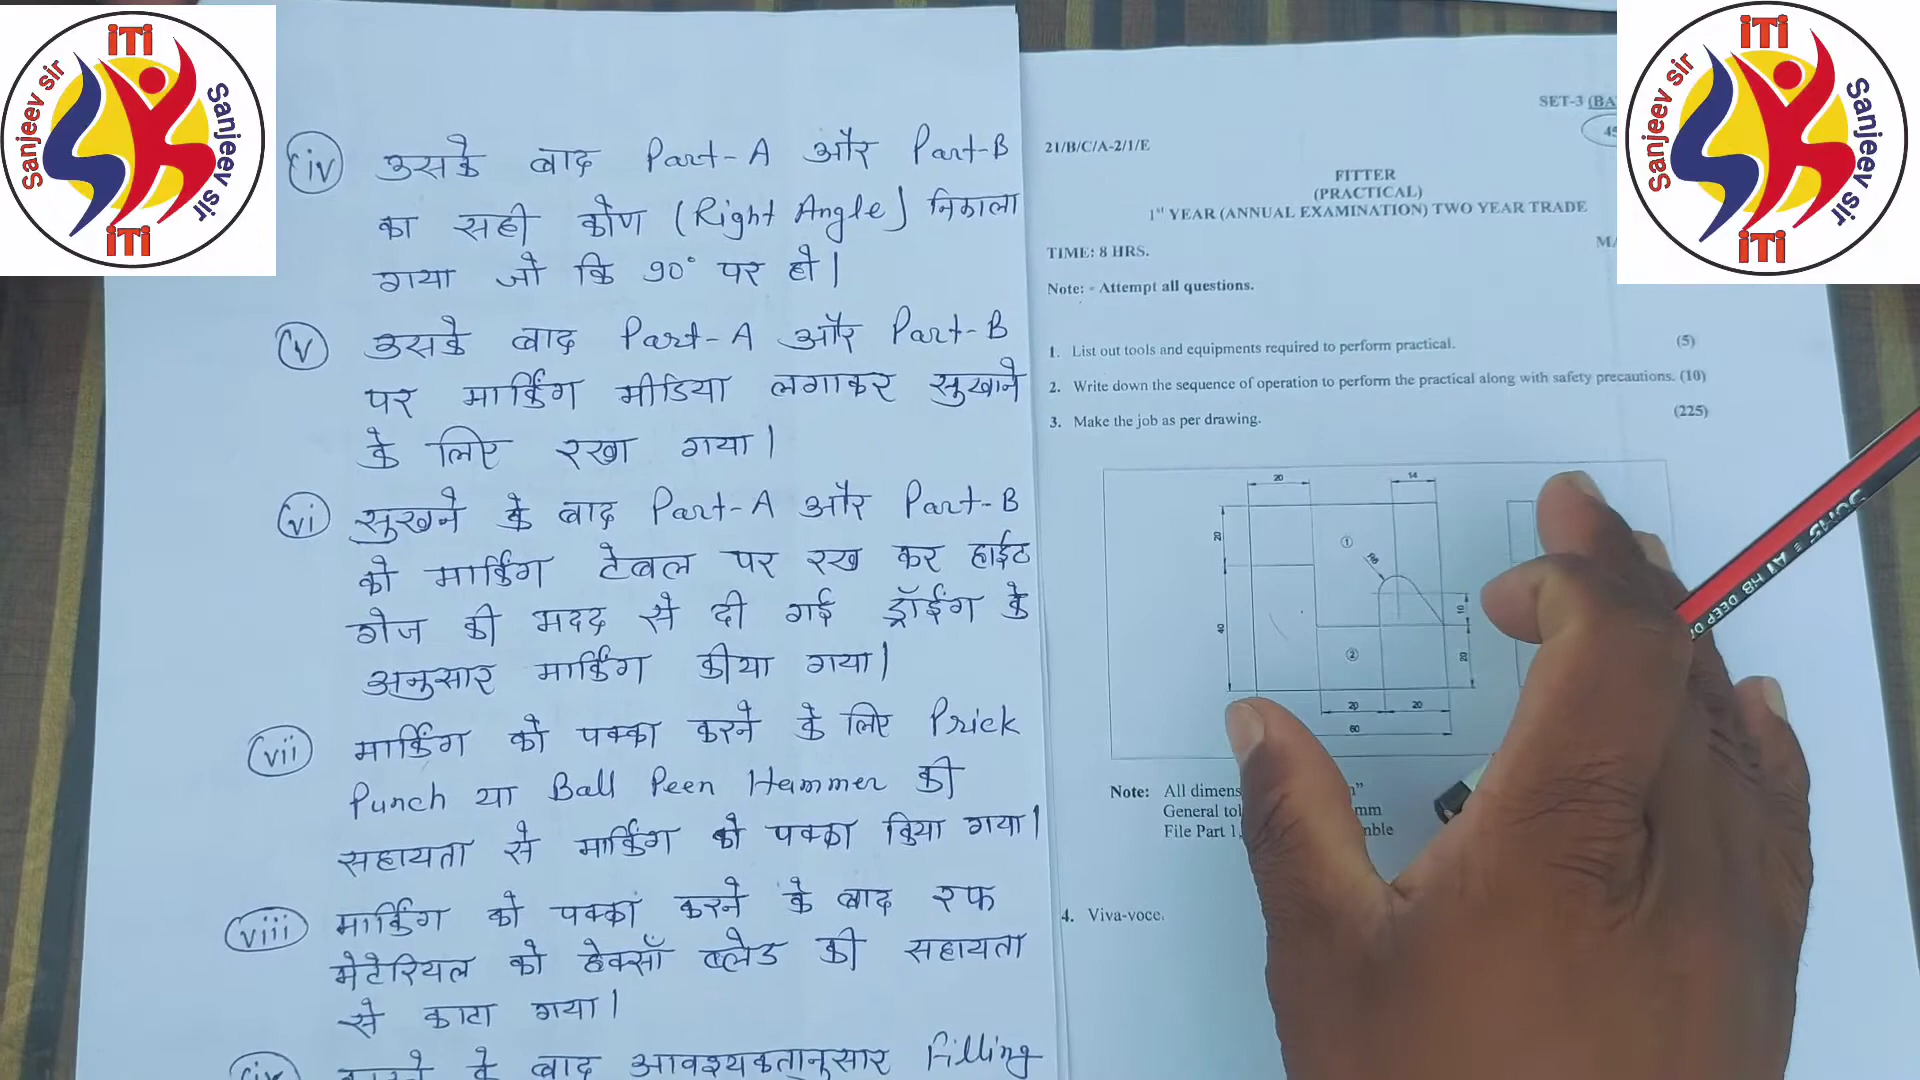 iTi
Sanjeev sir
Sanjeev sir
iTi
iTi
Sanjeev sir
Sanjeev sir
iTi
(iv) उसके बाद Part-A और Part-B
का सही कोण (Right Angle) निकाला
गया जो कि 90° पर हो।
(v) उसके बाद Part-A और Part-B
पर मार्किंग मीडिया लगाकर सुखाने
के लिए रखा गया।
(vi) सुखने के बाद Part-A और Part-B
को मार्किंग टेबल पर रख कर हाईट
गेज की मदद से दी गई ड्रॉईंग के
अनुसार मार्किंग कीया गया।
(vii) मार्किंग को पक्का करने के लिए Prick
Punch या Ball Peen Hammer की
सहायता से मार्किंग को पक्का किया गया।
(viii) मार्किंग को पक्का करने के बाद रफ
मेटेरियल को हेक्सॉ ब्लेड की सहायता
से काटा गया।
के बाद आवश्यकतानुसार Filling
SET-3 (BA
21/B/C/A-2/1/E
FITTER
(PRACTICAL)
1st YEAR (ANNUAL EXAMINATION) TWO YEAR TRADE
TIME: 8 HRS.
Note: - Attempt all questions.
1. List out tools and equipments required to perform practical. (5)
2. Write down the sequence of operation to perform the practical along with safety precautions. (10)
3. Make the job as per drawing. (225)
20 14
20
①
R6
10
40
②
20
20 20
60
Note: All dimens
General tol mm
File Part 1, mble
4. Viva-voce.
HB DEEP